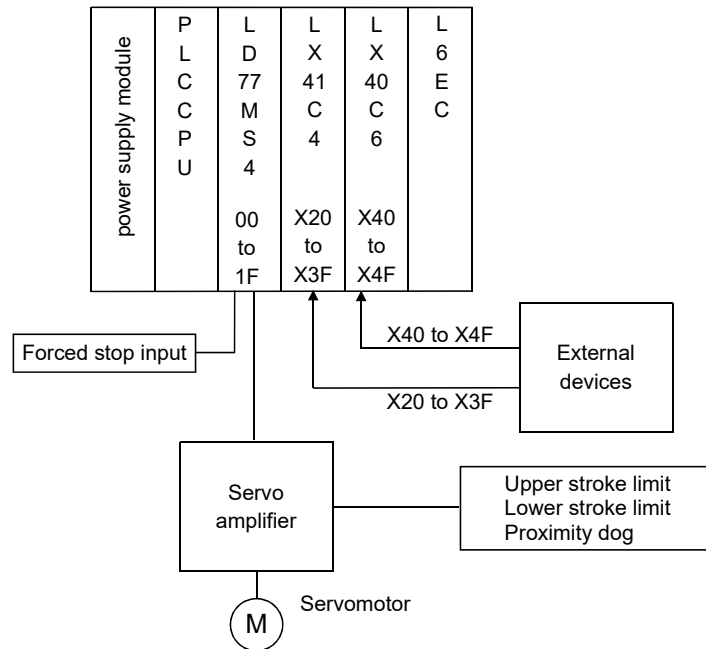 power supply module
P
L
C
C
P
U
L
D
77
M
S
4
00
to
1F
L
X
41
C
4
X20
to
X3F
L
X
40
C
6
X40
to
X4F
L
6
E
C
Forced stop input
X40 to X4F
X20 to X3F
External
devices
Servo
amplifier
Upper stroke limit
Lower stroke limit
Proximity dog
Servomotor
M